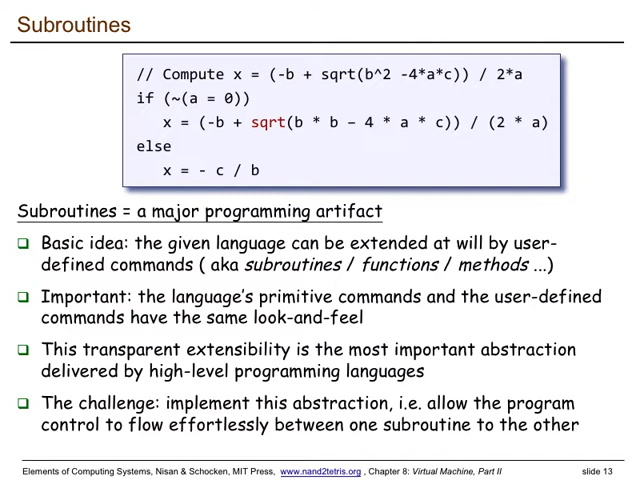 Subroutines
// Compute x = (-b + sqrt(b^2 -4*a*c)) / 2*a
if (~(a = 0))
x = (-b + sqrt(b * b – 4 * a * c)) / (2 * a)
else
x = - c / b
Subroutines = a major programming artifact
Basic idea: the given language can be extended at will by user-
defined commands ( aka subroutines / functions / methods ...)
Important: the language's primitive commands and the user-defined
commands have the same look-and-feel
This transparent extensibility is the most important abstraction
delivered by high-level programming languages
The challenge: implement this abstraction, i.e. allow the program
control to flow effortlessly between one subroutine to the other
Elements of Computing Systems, Nisan & Schocken, MIT Press, www.nand2tetris.org , Chapter 8: Virtual Machine, Part II slide 13